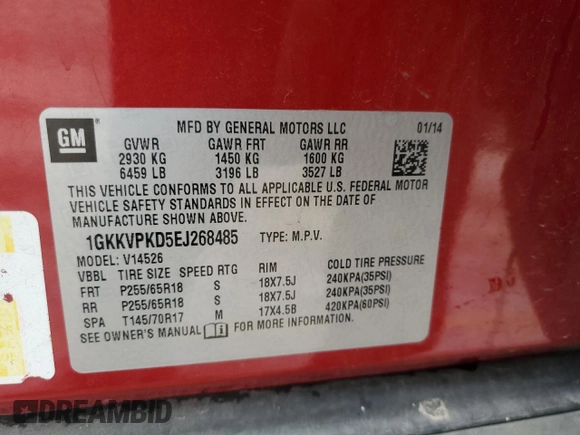 GM
MFD BY GENERAL MOTORS LLC 01/14
GVWR GAWR FRT GAWR RR
2930 KG 1450 KG 1600 KG
6459 LB 3196 LB 3527 LB
THIS VEHICLE CONFORMS TO ALL APPLICABLE U.S. FEDERAL MOTOR
VEHICLE SAFETY STANDARDS IN EFFECT ON THE DATE OF
MANUFACTURE SHOWN ABOVE.
1GKKVPKD5EJ268485 TYPE: M.P.V.
MODEL: V14526
VBBL TIRE SIZE SPEED RTG RIM COLD TIRE PRESSURE
FRT P255/65R18 S 18X7.5J 240KPA(35PSI)
RR P255/65R18 S 18X7.5J 240KPA(35PSI)
SPA T145/70R17 M 17X4.5B 420KPA(60PSI)
SEE OWNER'S MANUAL i FOR MORE INFORMATION.
DREAMBID